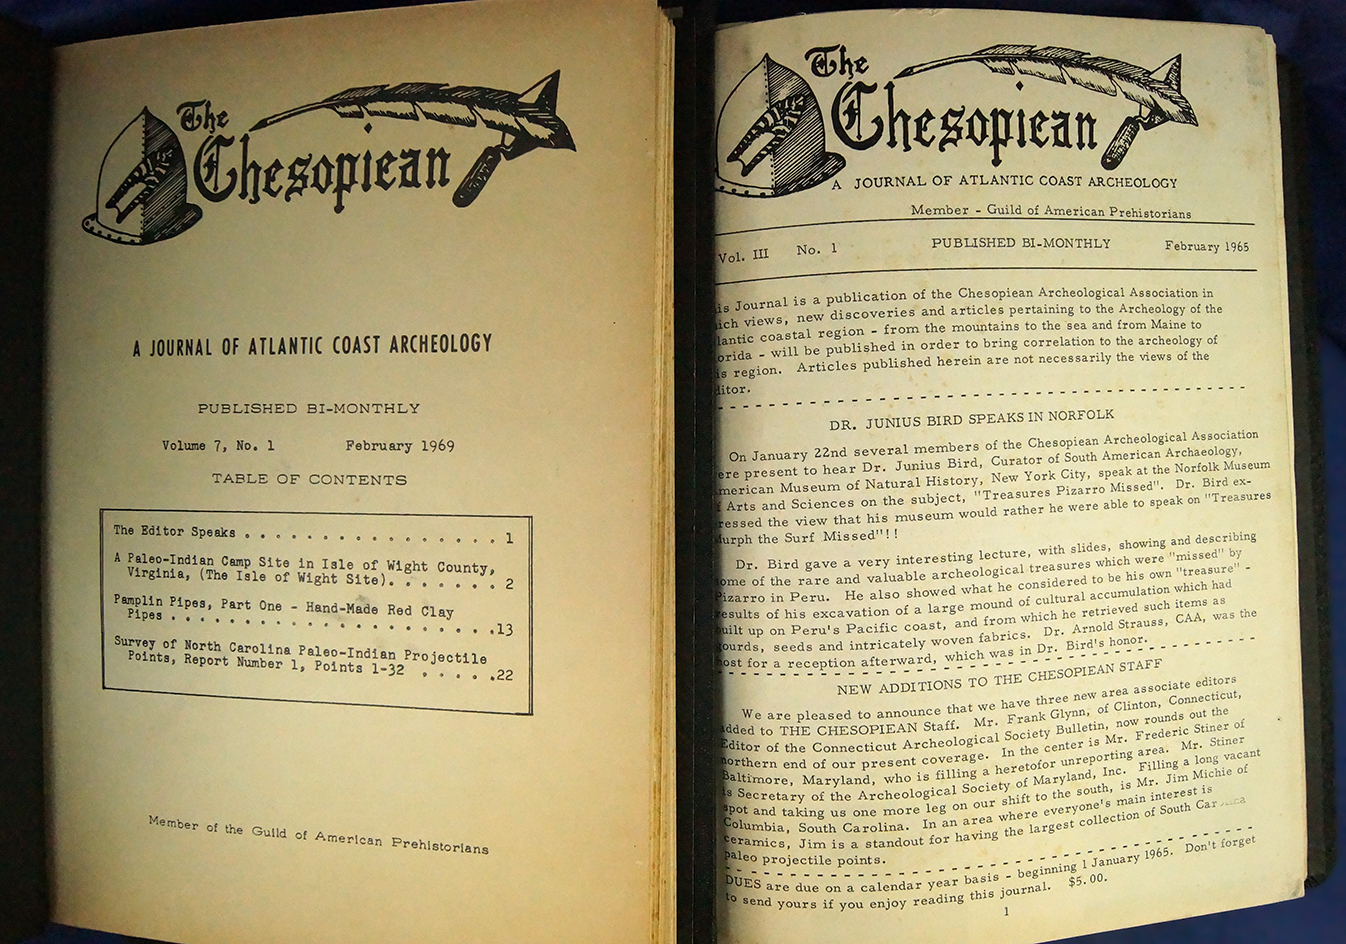 The
Chesopiean
A JOURNAL OF ATLANTIC COAST ARCHEOLOGY
PUBLISHED BI-MONTHLY
Volume 7, No. 1 February 1969
TABLE OF CONTENTS
The Editor Speaks . . . . . . . . . . . . . . . . 1
A Paleo-Indian Camp Site in Isle of Wight County,
Virginia, (The Isle of Wight Site). . . . . . . 2
Pamplin Pipes, Part One - Hand-Made Red Clay
Pipes . . . . . . . . . . . . . . . . . . . . .13
Survey of North Carolina Paleo-Indian Projectile
Points, Report Number 1, Points 1-32 . . . . .22
Member of the Guild of American Prehistorians
The
Chesopiean
A JOURNAL OF ATLANTIC COAST ARCHEOLOGY
Member - Guild of American Prehistorians
Vol. III No. 1 PUBLISHED BI-MONTHLY February 1965
is Journal is a publication of the Chesopiean Archeological Association in
ich views, new discoveries and articles pertaining to the Archeology of the
lantic coastal region - from the mountains to the sea and from Maine to
orida - will be published in order to bring correlation to the archeology of
is region. Articles published herein are not necessarily the views of the
ditor.
DR. JUNIUS BIRD SPEAKS IN NORFOLK
On January 22nd several members of the Chesopiean Archeological Association
ere present to hear Dr. Junius Bird, Curator of South American Archaeology,
merican Museum of Natural History, New York City, speak at the Norfolk Museum
f Arts and Sciences on the subject, "Treasures Pizarro Missed". Dr. Bird ex-
ressed the view that his museum would rather he were able to speak on "Treasures
urph the Surf Missed"!!
Dr. Bird gave a very interesting lecture, with slides, showing and describing
ome of the rare and valuable archeological treasures which were "missed" by
Pizarro in Peru. He also showed what he considered to be his own "treasure" -
results of his excavation of a large mound of cultural accumulation which had
built up on Peru's Pacific coast, and from which he retrieved such items as
gourds, seeds and intricately woven fabrics. Dr. Arnold Strauss, CAA, was the
host for a reception afterward, which was in Dr. Bird's honor.
NEW ADDITIONS TO THE CHESOPIEAN STAFF
We are pleased to announce that we have three new area associate editors
added to THE CHESOPIEAN Staff. Mr. Frank Glynn, of Clinton, Connecticut,
Editor of the Connecticut Archeological Society Bulletin, now rounds out the
northern end of our present coverage. In the center is Mr. Frederic Stiner of
Baltimore, Maryland, who is filling a heretofor unreporting area. Mr. Stiner
is Secretary of the Archeological Society of Maryland, Inc. Filling a long vacant
spot and taking us one more leg on our shift to the south, is Mr. Jim Michie of
Columbia, South Carolina. In an area where everyone's main interest is
ceramics, Jim is a standout for having the largest collection of South Carolina
paleo projectile points.
DUES are due on a calendar year basis - beginning 1 January 1965. Don't forget
to send yours if you enjoy reading this journal. $5.00.
1